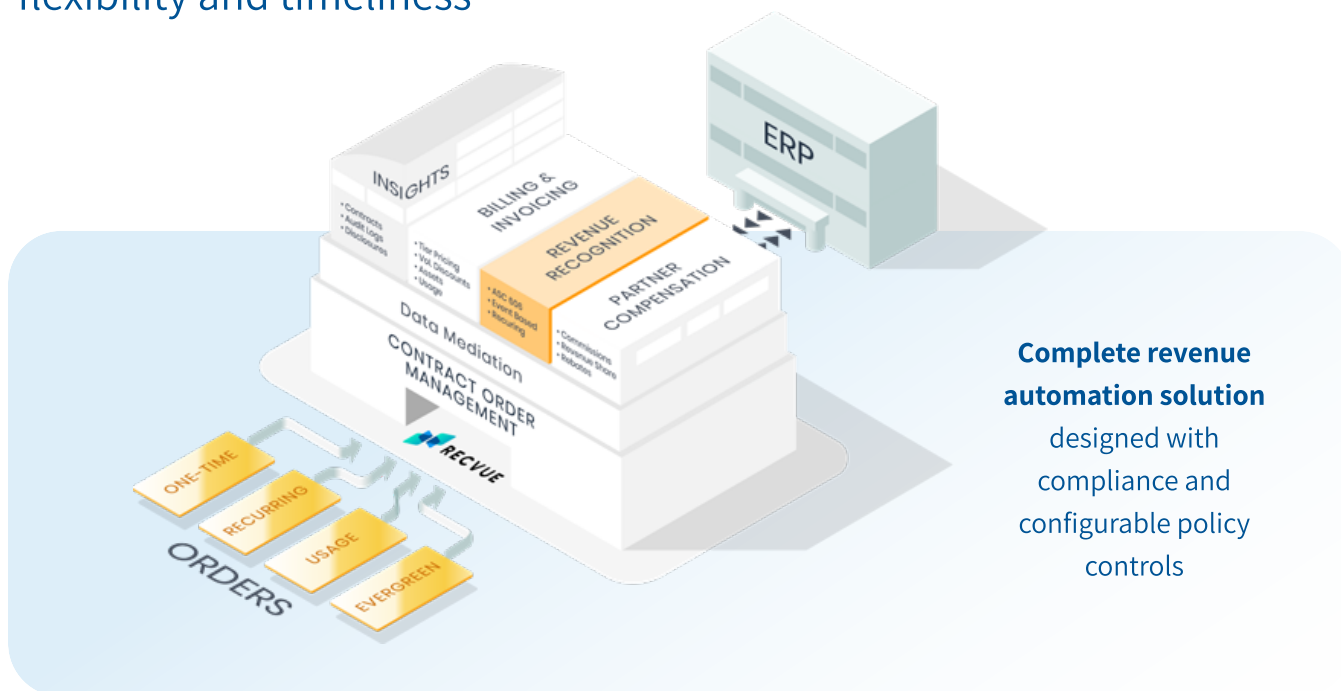 flexibility and timeliness
ERP
INSIGHTS
• Contracts
• Audit Logs
• Disclosures
BILLING &
INVOICING
• Tier Pricing
• Vol. Discounts
• Assets
• Usage
REVENUE
RECOGNITION
• ASC 606
• Event Based
• Recurring
PARTNER
COMPENSATION
• Commissions
• Revenue Share
• Rebates
Data Mediation
CONTRACT ORDER
MANAGEMENT
RECVUE
ONE-TIME
RECURRING
USAGE
EVERGREEN
ORDERS
Complete revenue
automation solution
designed with
compliance and
configurable policy
controls